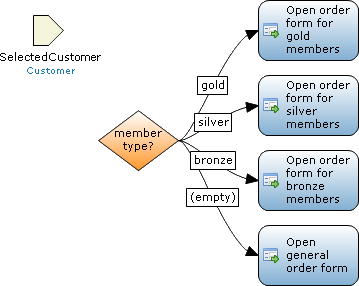 SelectedCustomer
Customer
member
type?
gold
silver
bronze
(empty)
Open order
form for
gold
members
Open order
form for
silver
members
Open order
form for
bronze
members
Open
general
order form